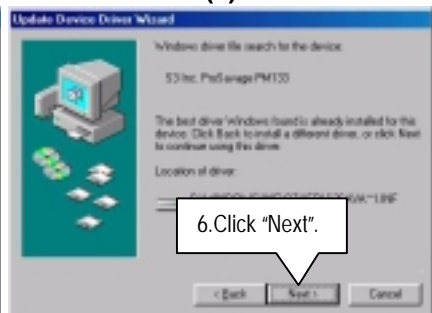 Update Device Driver Wizard
Windows driver file search for the device:
S3 Inc. ProSavage PM133
The best driver Windows found is already installed for this
device. Click Back to install a different driver, or click Next
to continue using this driver.
Location of driver:
6.Click “Next”.
< Back
Next >
Cancel